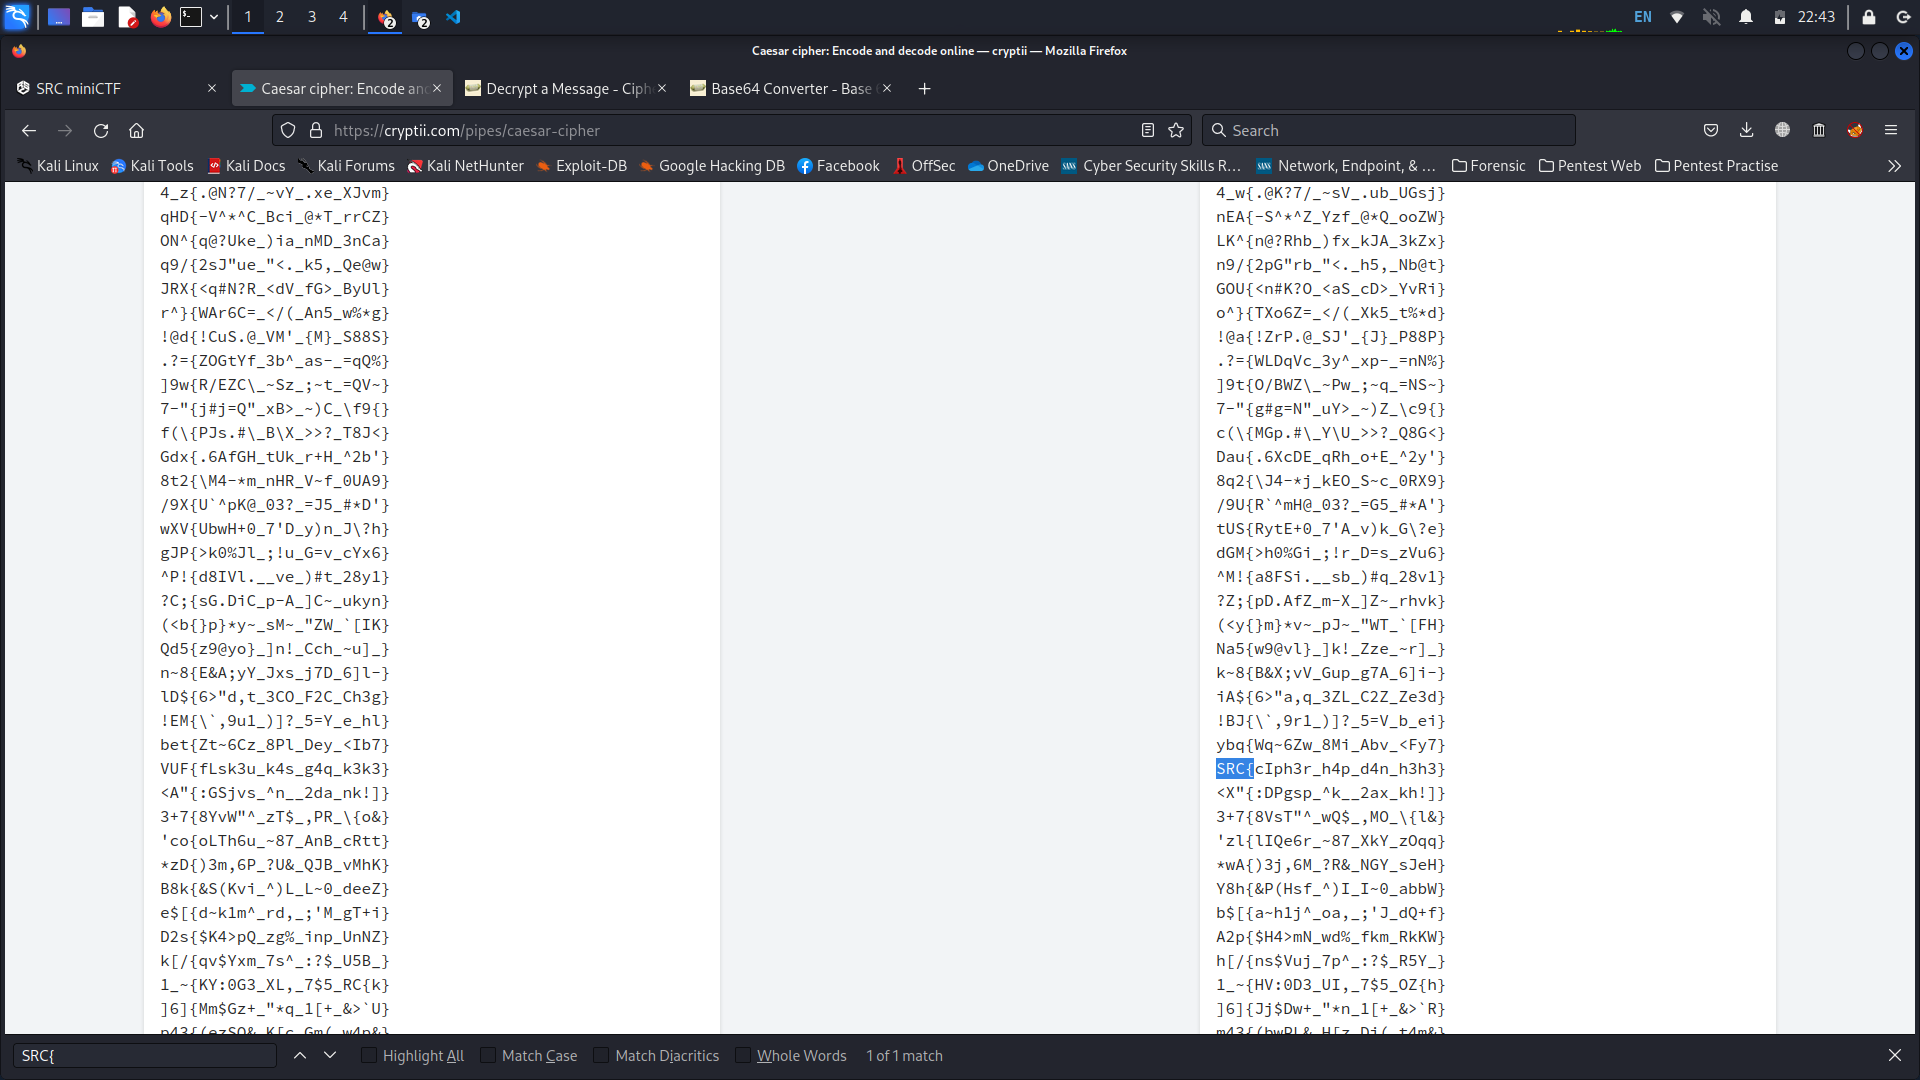 1 2 3 4 2 2 EN 22:43
Caesar cipher: Encode and decode online — cryptii — Mozilla Firefox
SRC miniCTF Caesar cipher: Encode an Decrypt a Message - Ciph Base64 Converter - Base
https://cryptii.com/pipes/caesar-cipher Search
Kali Linux Kali Tools Kali Docs Kali Forums Kali NetHunter Exploit-DB Google Hacking DB Facebook OffSec OneDrive Cyber Security Skills R... Network, Endpoint, & ... Forensic Pentest Web Pentest Practise
4_z{.@N?7/_~vY_.xe_XJvm}
qHD{-V^*^C_Bci_@*T_rrCZ}
ON^{q@?Uke_)ia_nMD_3nCa}
q9/{2sJ"ue_"<._k5,_Qe@w}
JRX{<q#N?R_<dV_fG>_ByUl}
r^}{WAr6C=_</(_An5_w%*g}
!@d{!CuS.@_VM'_{M}_S88S}
.?={ZOGtYf_3b^_as-_=qQ%}
]9w{R/EZC\_~Sz_;~t_=QV~}
7-"{j#j=Q"_xB>_~)C_\f9{}
f(\{PJs.#\_B\X_>>?_T8J<}
Gdx{.6AfGH_tUk_r+H_^2b'}
8t2{\M4-*m_nHR_V~f_0UA9}
/9X{U`^pK@_03?_=J5_#*D'}
wXV{UbwH+0_7'D_y)n_J\?h}
gJP{>k0%Jl_;!u_G=v_cYx6}
^P!{d8IVl.__ve_)#t_28y1}
?C;{sG.DiC_p-A_]C~_ukyn}
(<b{}p}*y~_sM~_"ZW_`[IK}
Qd5{z9@yo}_]n!_Cch_~u]_}
n~8{E&A;yY_Jxs_j7D_6]l-}
lD${6>"d,t_3CO_F2C_Ch3g}
!EM{\`,9u1_)]?_5=Y_e_hl}
bet{Zt~6Cz_8Pl_Dey_<Ib7}
VUF{fLsk3u_k4s_g4q_k3k3}
<A"{:GSjvs_^n__2da_nk!]}
3+7{8YvW"^_zT$_,PR_\{o&}
'co{oLTh6u_~87_AnB_cRtt}
*zD{)3m,6P_?U&_QJB_vMhK}
B8k{&S(Kvi_^)L_L~0_deeZ}
e$[{d~k1m^_rd,_;'M_gT+i}
D2s{$K4>pQ_zg%_inp_UnNZ}
k[/{qv$Yxm_7s^_:?$_U5B_}
1_~{KY:0G3_XL,_7$5_RC{k}
]6]{Mm$Gz+_"*q_1[+_&>`U}
4_w{.@K?7/_~sV_.ub_UGsj}
nEA{-S^*^Z_Yzf_@*Q_ooZW}
LK^{n@?Rhb_)fx_kJA_3kZx}
n9/{2pG"rb_"<._h5,_Nb@t}
GOU{<n#K?O_<aS_cD>_YvRi}
o^}{TXo6Z=_</(_Xk5_t%*d}
!@a{!ZrP.@_SJ'_{J}_P88P}
.?={WLDqVc_3y^_xp-_=nN%}
]9t{O/BWZ\_~Pw_;~q_=NS~}
7-"{g#g=N"_uY>_~)Z_\c9{}
c(\{MGp.#\_Y\U_>>?_Q8G<}
Dau{.6XcDE_qRh_o+E_^2y'}
8q2{\J4-*j_kEO_S~c_0RX9}
/9U{R`^mH@_03?_=G5_#*A'}
tUS{RytE+0_7'A_v)k_G\?e}
dGM{>h0%Gi_;!r_D=s_zVu6}
^M!{a8FSi.__sb_)#q_28v1}
?Z;{pD.AfZ_m-X_]Z~_rhvk}
(<y{}m}*v~_pJ~_"WT_`[FH}
Na5{w9@vl}_]k!_Zze_~r]_}
k~8{B&X;vV_Gup_g7A_6]i-}
iA${6>"a,q_3ZL_C2Z_Ze3d}
!BJ{\`,9r1_)]?_5=V_b_ei}
ybq{Wq~6Zw_8Mi_Abv_<Fy7}
SRC{cIph3r_h4p_d4n_h3h3}
<X"{:DPgsp_^k__2ax_kh!]}
3+7{8VsT"^_wQ$_,MO_\{l&}
'zl{lIQe6r_~87_XkY_zOqq}
*wA{)3j,6M_?R&_NGY_sJeH}
Y8h{&P(Hsf_^)I_I~0_abbW}
b$[{a~h1j^_oa,_;'J_dQ+f}
A2p{$H4>mN_wd%_fkm_RkKW}
h[/{ns$Vuj_7p^_:?$_R5Y_}
1_~{HV:0D3_UI,_7$5_OZ{h}
]6]{Jj$Dw+_"*n_1[+_&>`R}
SRC{ Highlight All Match Case Match Diacritics Whole Words 1 of 1 match